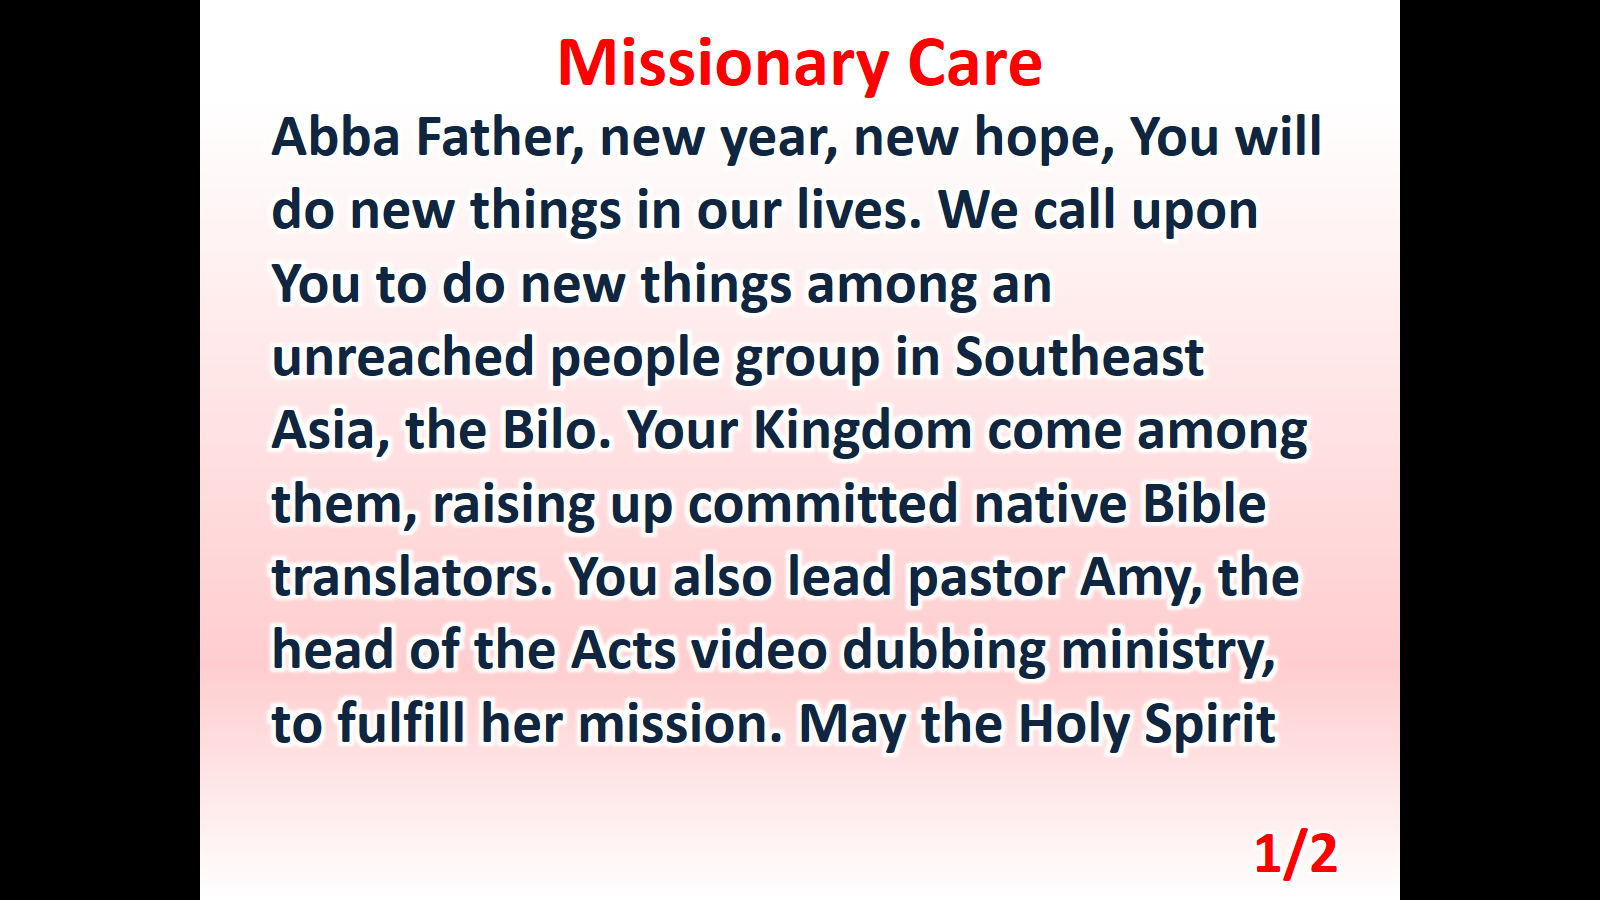 Missionary Care
Abba Father, new year, new hope, You will
do new things in our lives. We call upon
You to do new things among an
unreached people group in Southeast
Asia, the Bilo. Your Kingdom come among
them, raising up committed native Bible
translators. You also lead pastor Amy, the
head of the Acts video dubbing ministry,
to fulfill her mission. May the Holy Spirit
1/2